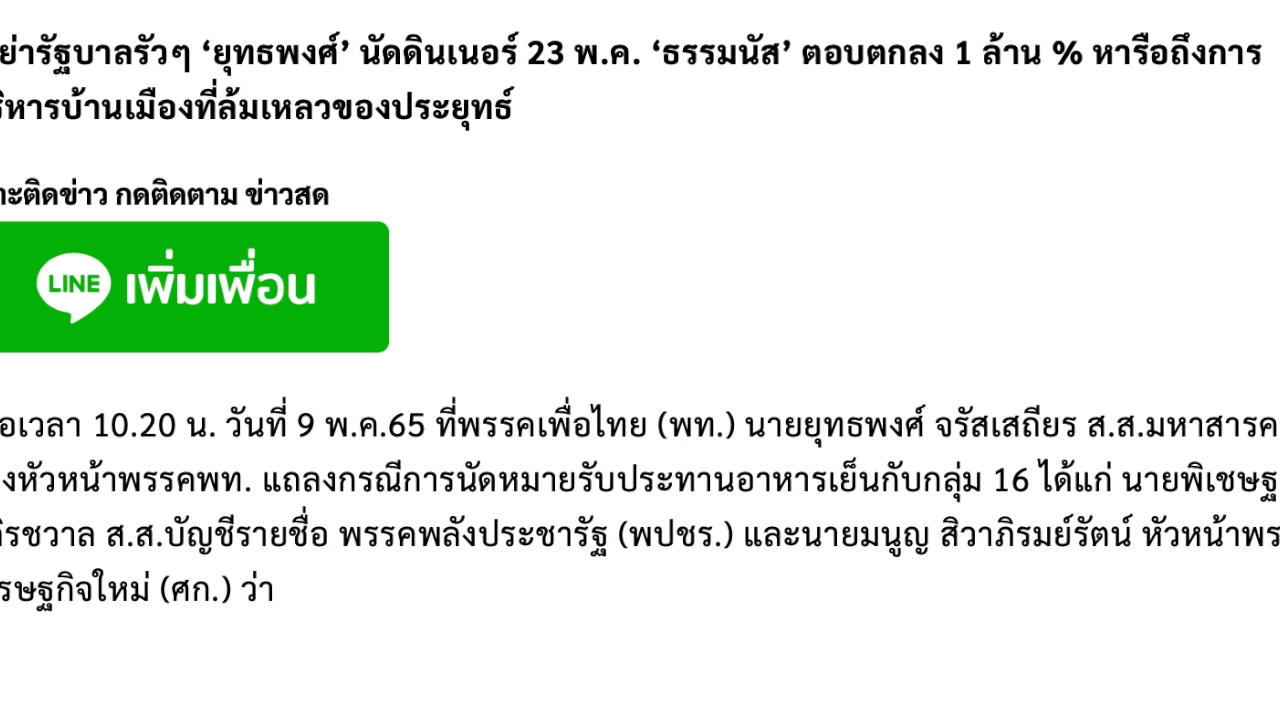 ย่ารัฐบาลรัวๆ ‘ยุทธพงศ์’ นัดดินเนอร์ 23 พ.ค. ‘ธรรมนัส’ ตอบตกลง 1 ล้าน % หารือถึงการ
ริหารบ้านเมืองที่ล้มเหลวของประยุทธ์
าะติดข่าว กดติดตาม ข่าวสด
LINE เพิ่มเพื่อน
อเวลา 10.20 น. วันที่ 9 พ.ค.65 ที่พรรคเพื่อไทย (พท.) นายยุทธพงศ์ จรัสเสถียร ส.ส.มหาสารค
งหัวหน้าพรรคพท. แถลงกรณีการนัดหมายรับประทานอาหารเย็นกับกลุ่ม 16 ได้แก่ นายพิเชษฐ
ิรชวาล ส.ส.บัญชีรายชื่อ พรรคพลังประชารัฐ (พปชร.) และนายมนูญ สิวาภิรมย์รัตน์ หัวหน้าพร
รษฐกิจใหม่ (ศก.) ว่า